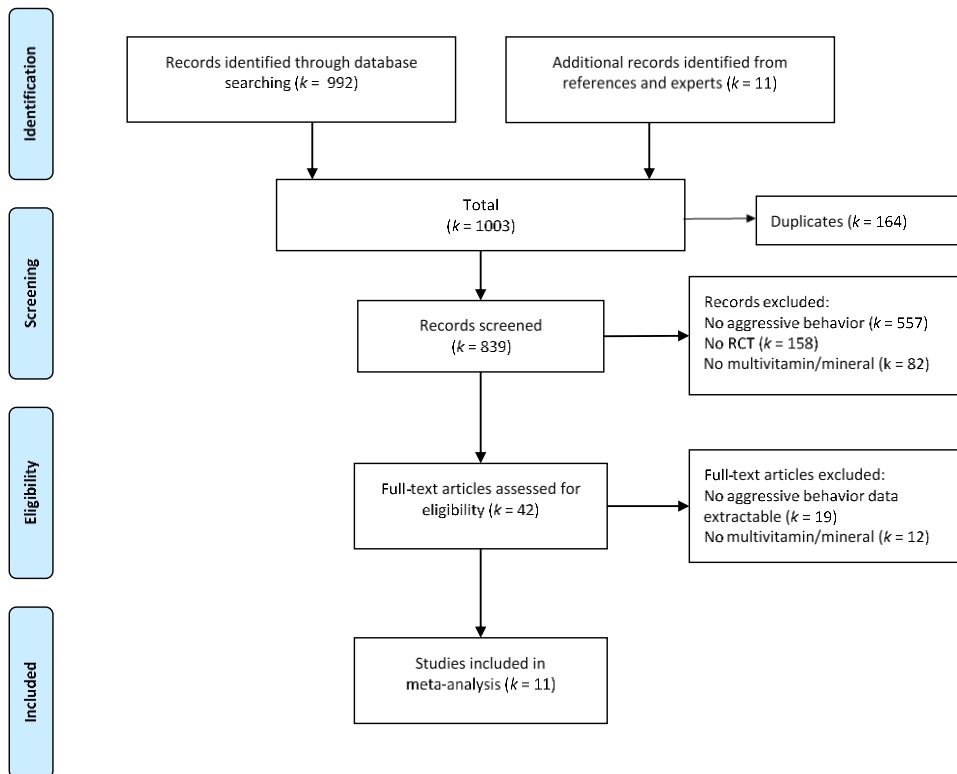 Identification
Records identified through database
searching (k = 992)
Additional records identified from
references and experts (k = 11)
Total
(k = 1003)
Duplicates (k = 164)
Screening
Records screened
(k = 839)
Records excluded:
No aggressive behavior (k = 557)
No RCT (k = 158)
No multivitamin/mineral (k = 82)
Eligibility
Full-text articles assessed for
eligibility (k = 42)
Full-text articles excluded:
No aggressive behavior data
extractable (k = 19)
No multivitamin/mineral (k = 12)
Included
Studies included in
meta-analysis (k = 11)